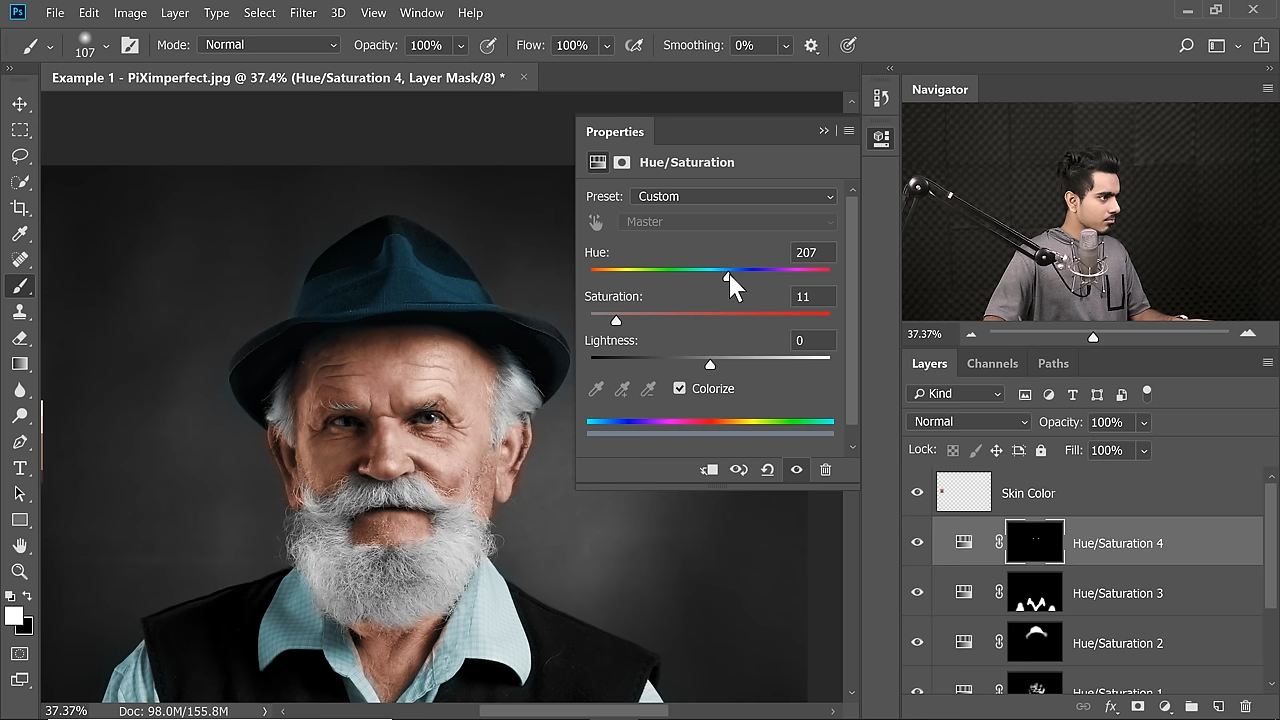 Ps File Edit Image Layer Type Select Filter 3D View Window Help
107 Mode: Normal Opacity: 100% Flow: 100% Smoothing: 0%
Example 1 - PiXimperfect.jpg @ 37.4% (Hue/Saturation 4, Layer Mask/8) *
Properties
Hue/Saturation
Preset: Custom
Master
Hue: 207
Saturation: 11
Lightness: 0
Colorize
Navigator
37.37%
Layers Channels Paths
Kind
Normal Opacity: 100%
Lock: Fill: 100%
Skin Color
Hue/Saturation 4
Hue/Saturation 3
Hue/Saturation 2
Hue/Saturation 1
37.37% Doc: 98.0M/155.8M